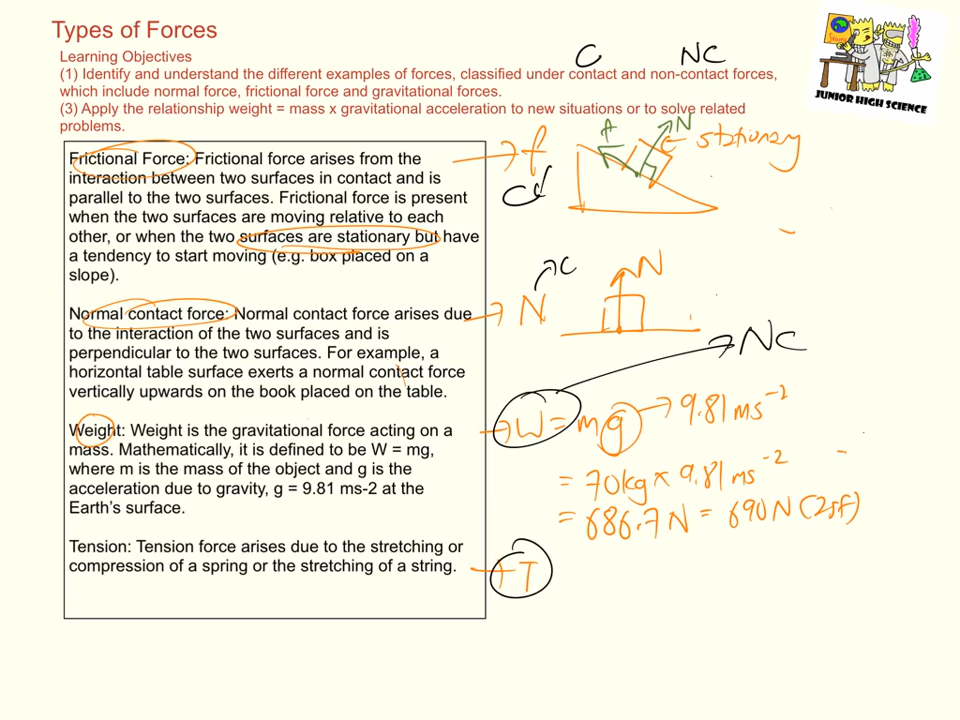 Types of Forces
Learning Objectives
C NC
(1) Identify and understand the different examples of forces, classified under contact and non-contact forces,
which include normal force, frictional force and gravitational forces.
(3) Apply the relationship weight = mass x gravitational acceleration to new situations or to solve related
problems.
JUNIOR HIGH SCIENCE
Frictional Force: Frictional force arises from the
interaction between two surfaces in contact and is
parallel to the two surfaces. Frictional force is present
when the two surfaces are moving relative to each
other, or when the two surfaces are stationary but have
a tendency to start moving (e.g. box placed on a
slope).
Normal contact force: Normal contact force arises due
to the interaction of the two surfaces and is
perpendicular to the two surfaces. For example, a
horizontal table surface exerts a normal contact force
vertically upwards on the book placed on the table.
Weight: Weight is the gravitational force acting on a
mass. Mathematically, it is defined to be W = mg,
where m is the mass of the object and g is the
acceleration due to gravity, g = 9.81 ms-2 at the
Earth's surface.
Tension: Tension force arises due to the stretching or
compression of a spring or the stretching of a string.
f
C
f N
stationary
N C
N
NC
W = mg → 9.81 ms⁻²
= 70kg × 9.81 ms⁻²
= 686.7 N = 690 N (2sf)
T